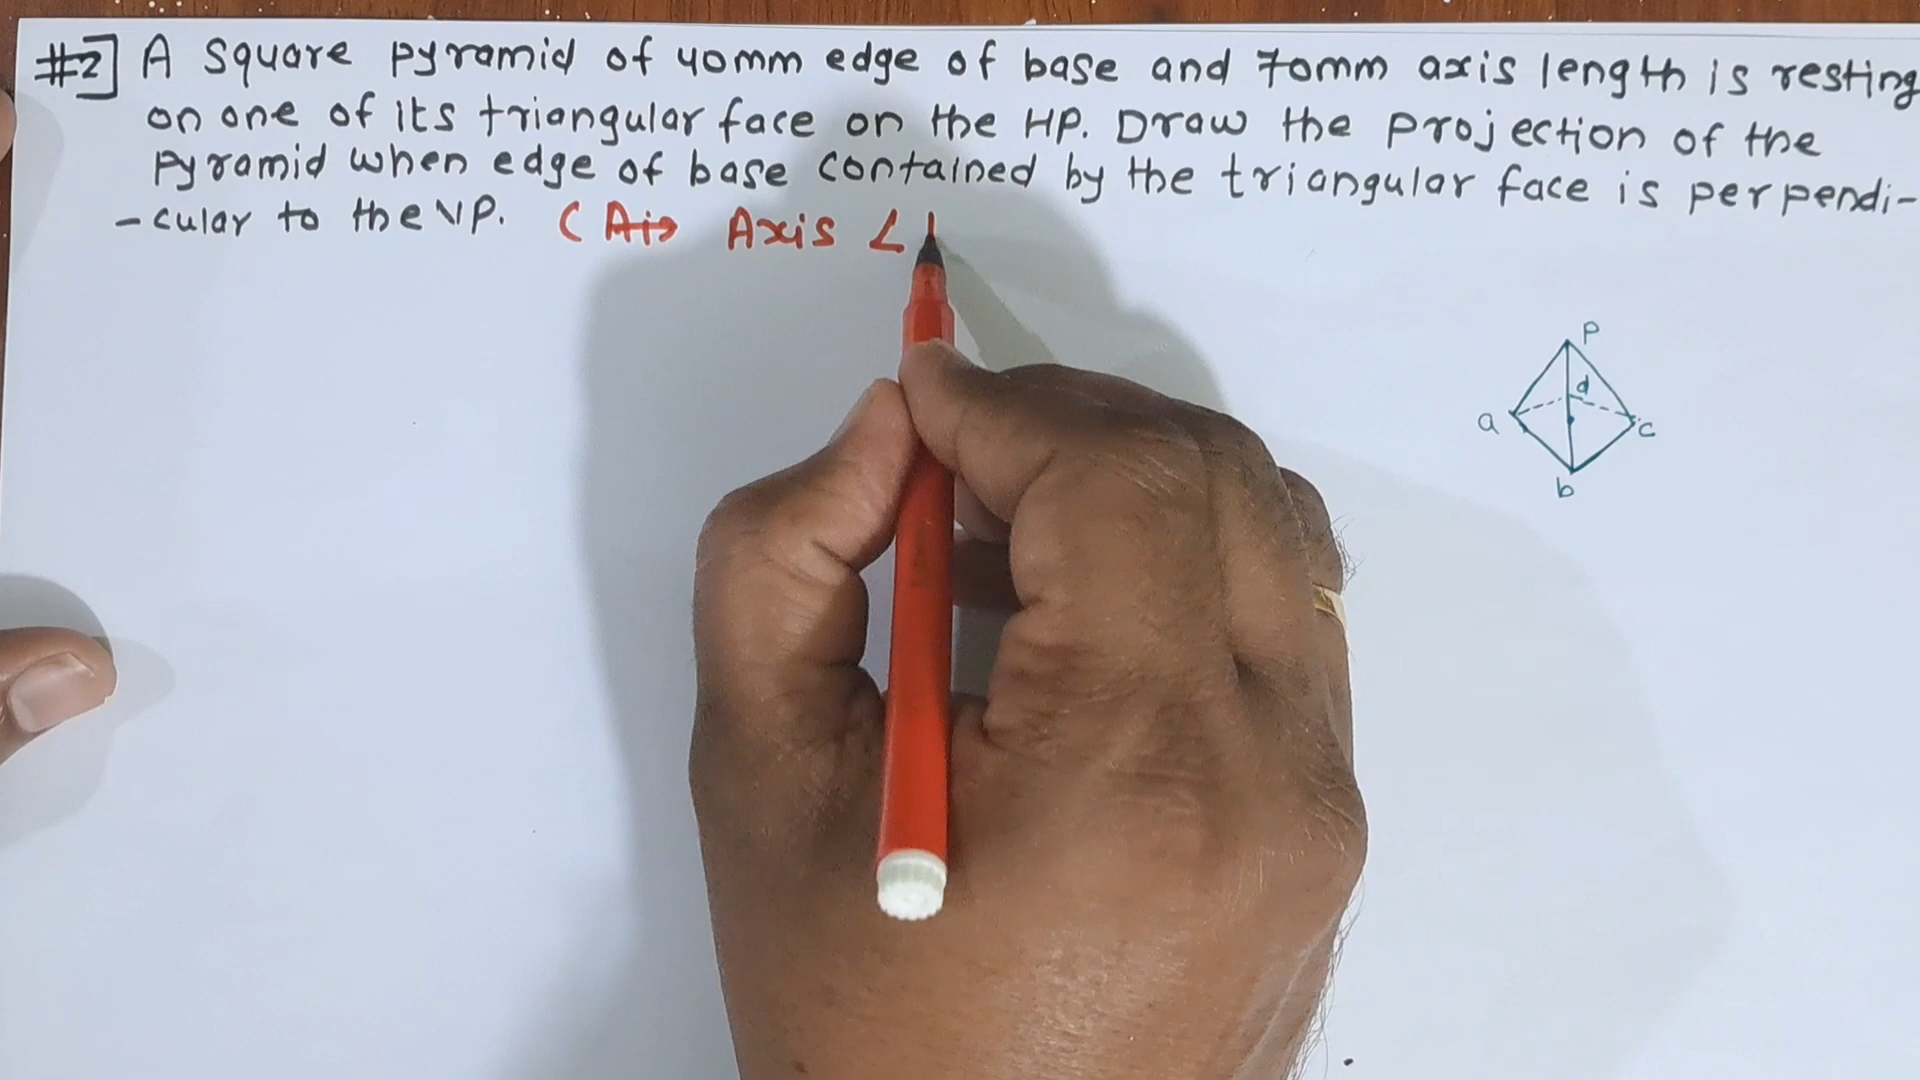 #2] A square pyramid of 40mm edge of base and 70mm axis length is resting
on one of its triangular face on the HP. Draw the projection of the
pyramid when edge of base contained by the triangular face is perpendi-
-cular to the VP. ( Axis ∠
p
d
a
c
b